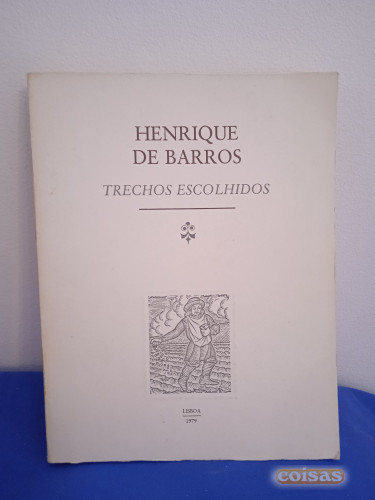 HENRIQUE
DE BARROS
TRECHOS ESCOLHIDOS
LISBOA
1979
coisas